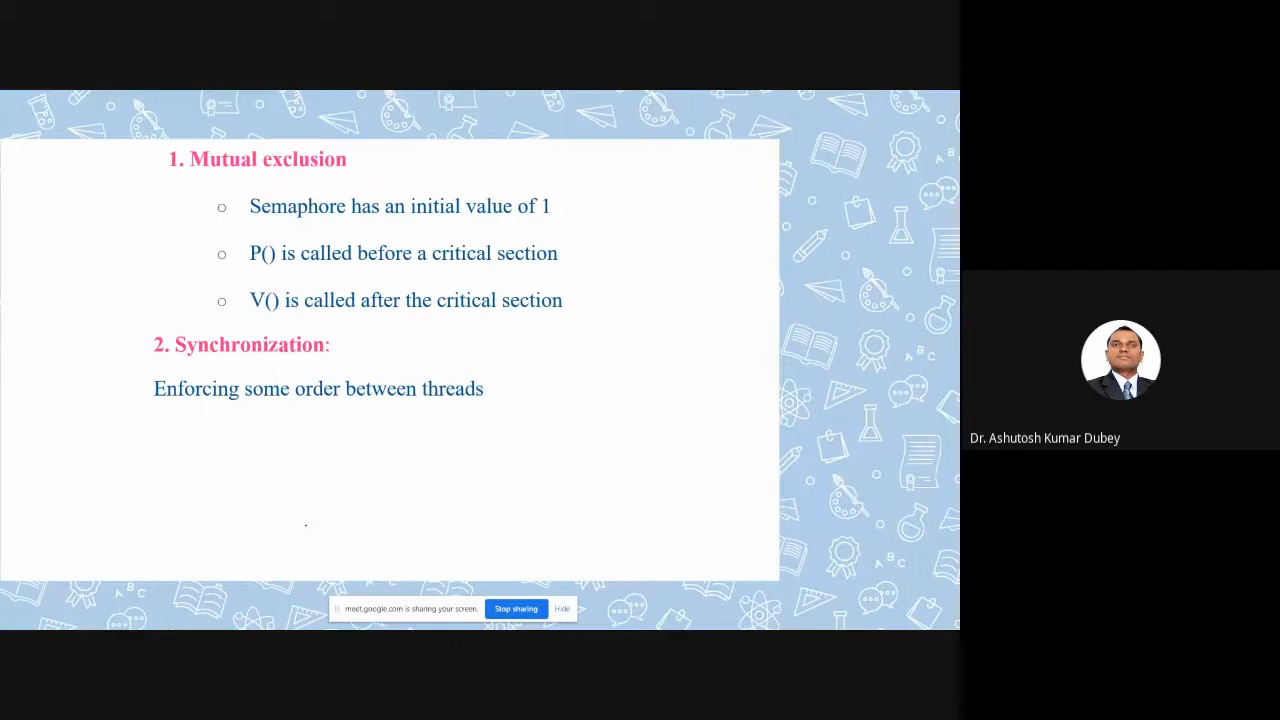 1. Mutual exclusion
Semaphore has an initial value of 1
P() is called before a critical section
V() is called after the critical section
2. Synchronization:
Enforcing some order between threads
Dr. Ashutosh Kumar Dubey
meet.google.com is sharing your screen.
Stop sharing
Hide
A B C
A B C
A B C
A B C
A B C